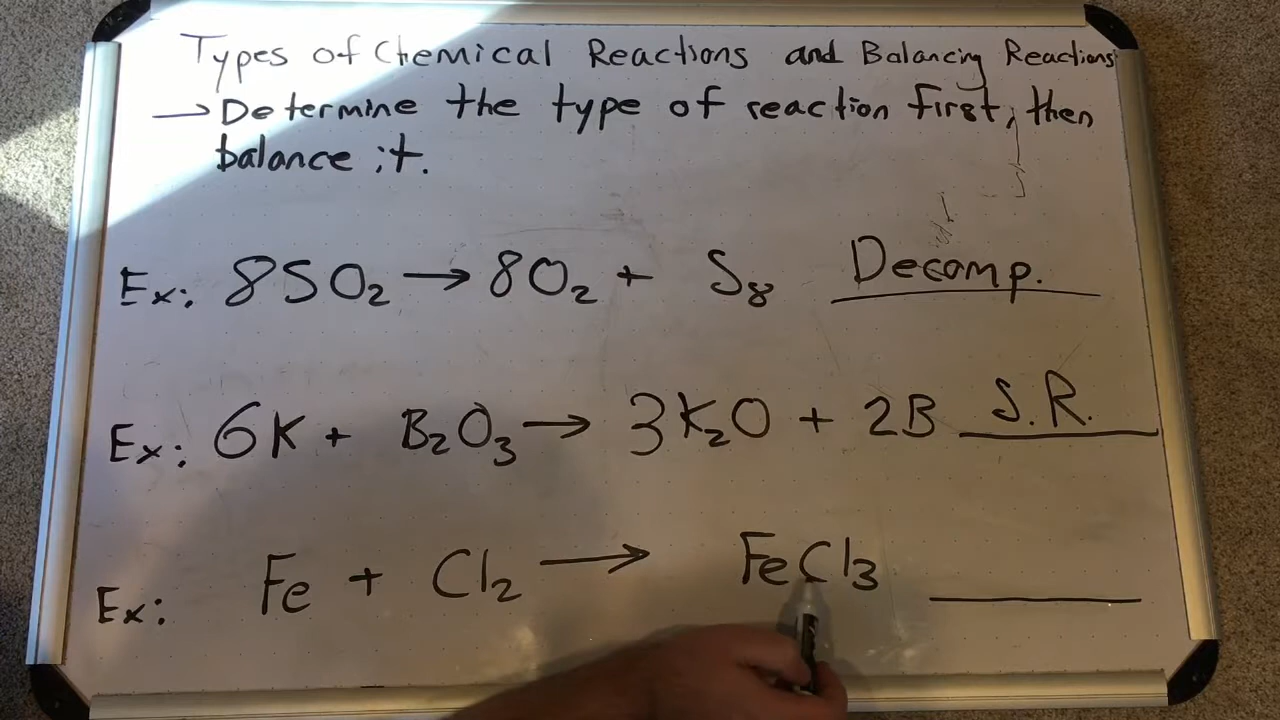 Types of Chemical Reactions and Balancing Reactions
→ Determine the type of reaction first, then
balance it.
Ex: 8SO₂ → 8O₂ + S₈ Decomp.
Ex: 6K + B₂O₃ → 3K₂O + 2B S.R.
Ex: Fe + Cl₂ → FeCl₃